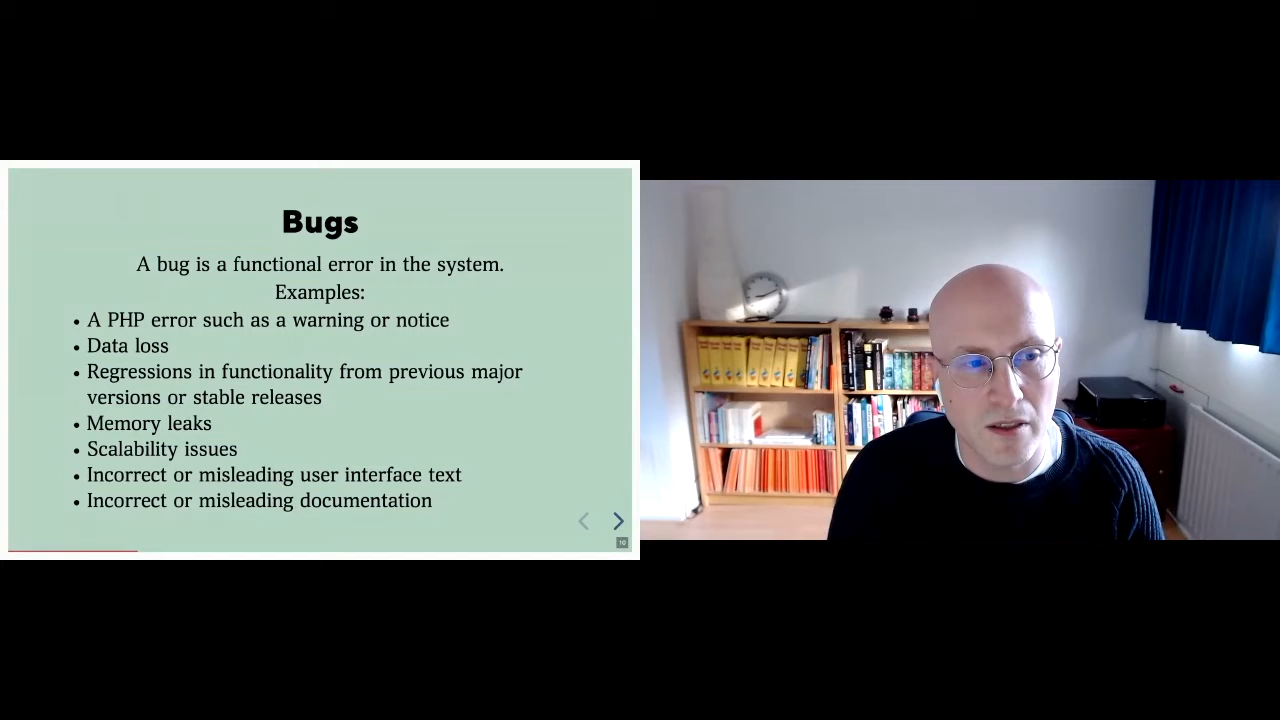 Bugs
A bug is a functional error in the system.
Examples:
• A PHP error such as a warning or notice
• Data loss
• Regressions in functionality from previous major
versions or stable releases
• Memory leaks
• Scalability issues
• Incorrect or misleading user interface text
• Incorrect or misleading documentation
10